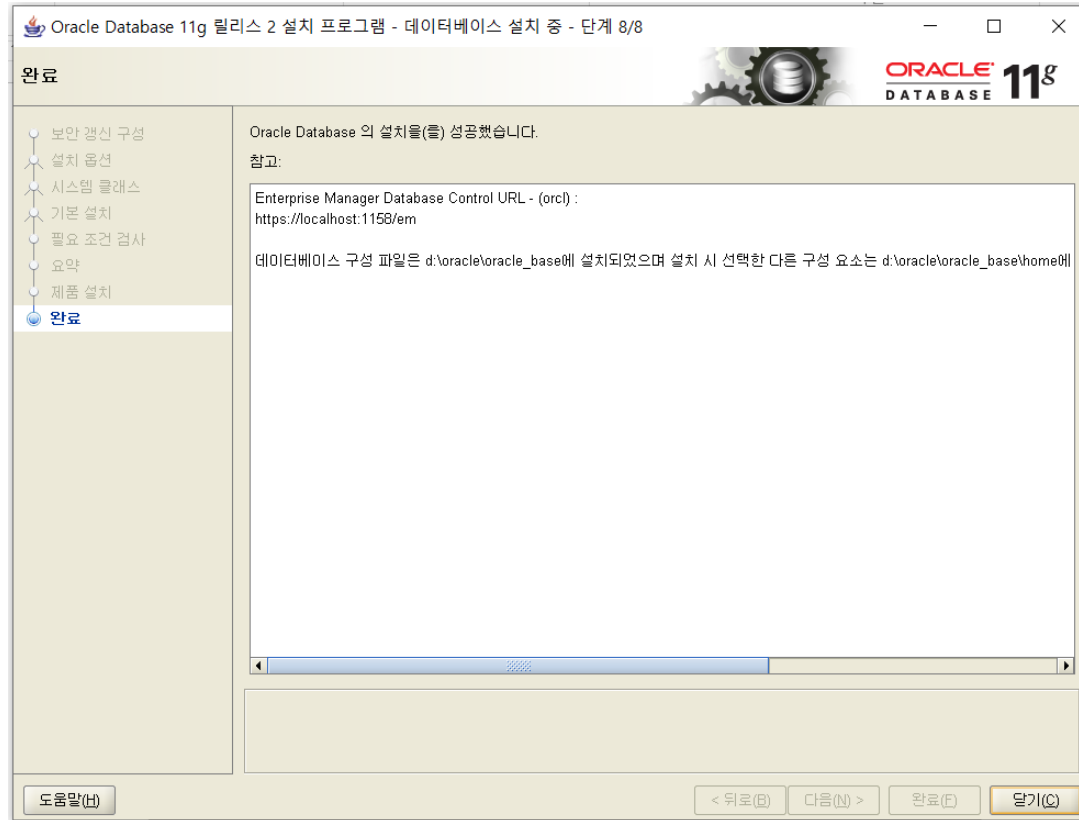 Oracle Database 11g 릴리스 2 설치 프로그램 - 데이터베이스 설치 중 - 단계 8/8
완료
ORACLE DATABASE 11g
보안 갱신 구성
설치 옵션
시스템 클래스
기본 설치
필요 조건 검사
요약
제품 설치
완료
Oracle Database 의 설치을(를) 성공했습니다.
참고:
Enterprise Manager Database Control URL - (orcl) :
https://localhost:1158/em
데이터베이스 구성 파일은 d:\oracle\oracle_base에 설치되었으며 설치 시 선택한 다른 구성 요소는 d:\oracle\oracle_base\home에
도움말(H)
< 뒤로(B)
다음(N) >
완료(F)
닫기(C)